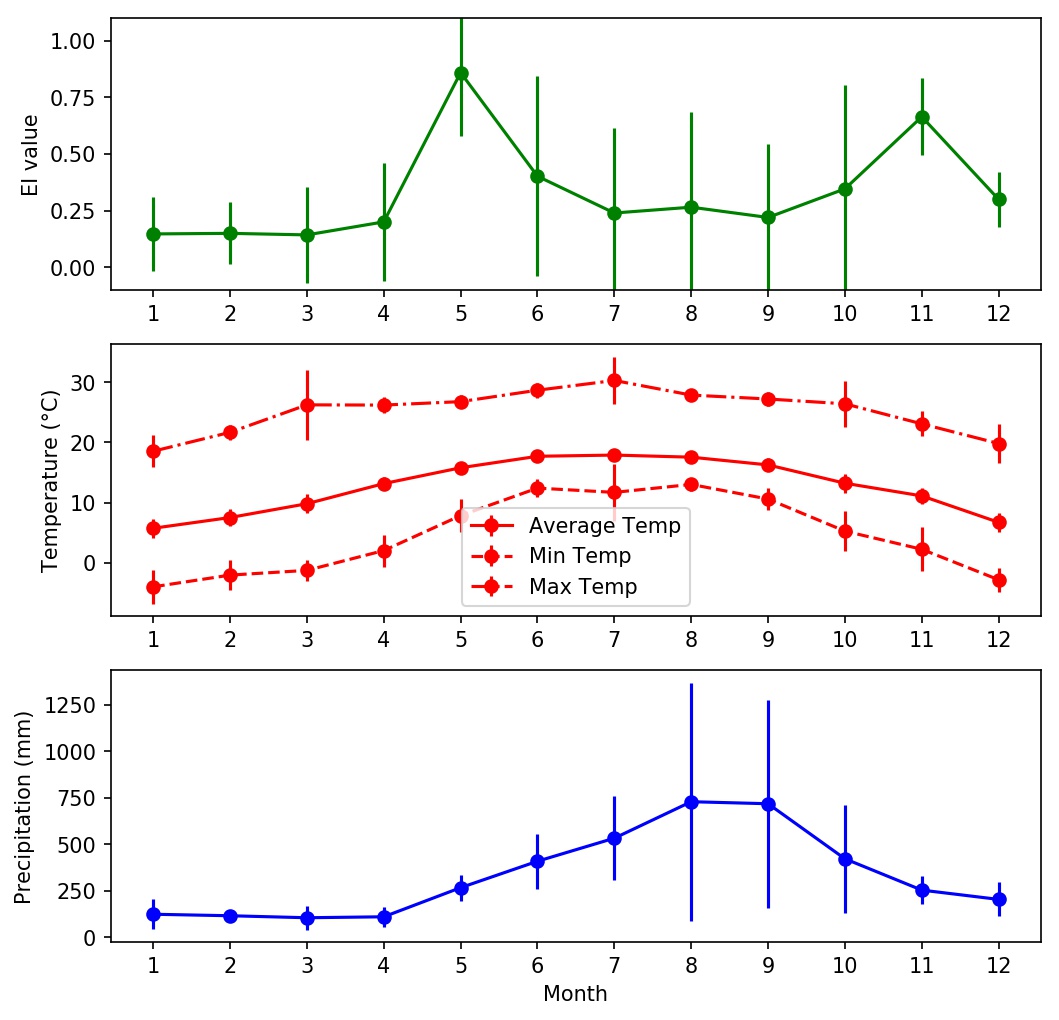 EI value
1.00
0.75
0.50
0.25
0.00
1 2 3 4 5 6 7 8 9 10 11 12
Temperature (°C)
30
20
10
0
Average Temp
Min Temp
Max Temp
1 2 3 4 5 6 7 8 9 10 11 12
Precipitation (mm)
1250
1000
750
500
250
0
1 2 3 4 5 6 7 8 9 10 11 12
Month